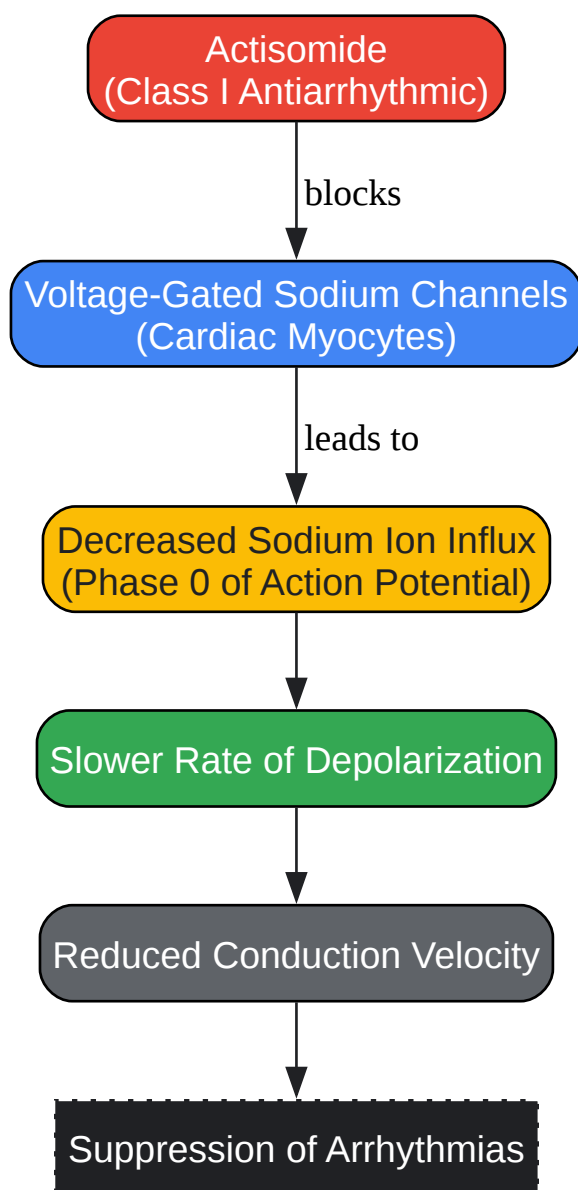 Actisomide
(Class I Antiarrhythmic)
blocks
Voltage-Gated Sodium Channels
(Cardiac Myocytes)
leads to
Decreased Sodium Ion Influx
(Phase 0 of Action Potential)
Slower Rate of Depolarization
Reduced Conduction Velocity
Suppression of Arrhythmias